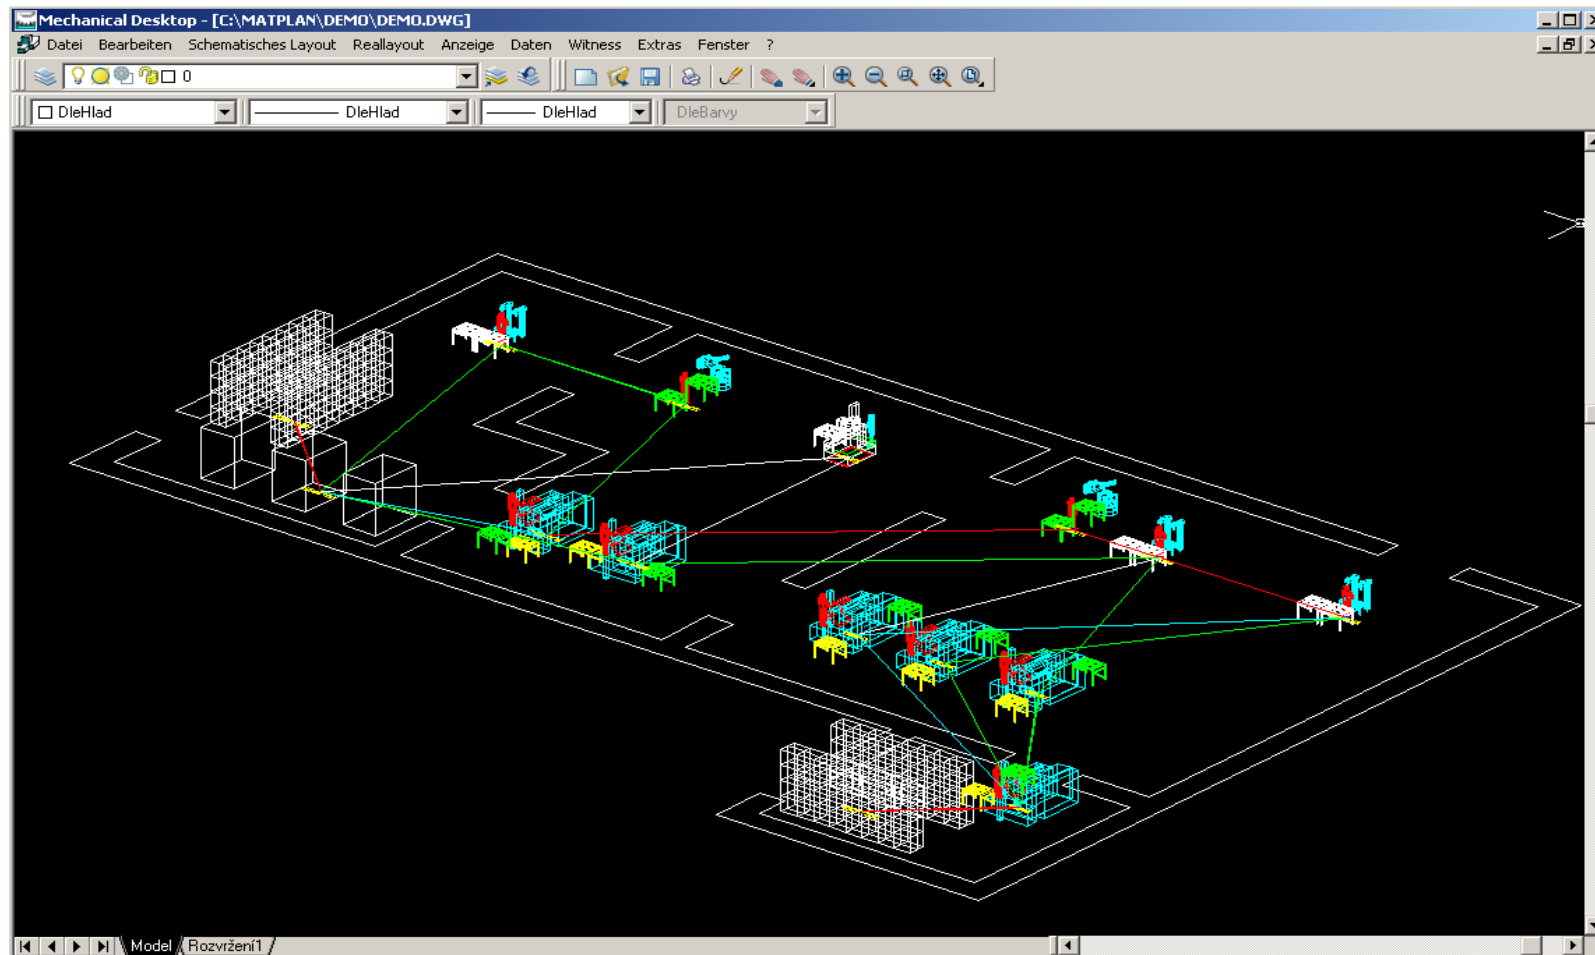 Mechanical Desktop - [C:\MATPLAN\DEMO\DEMO.DWG]
Datei Bearbeiten Schematisches Layout Reallayout Anzeige Daten Witness Extras Fenster ?
0
DleHlad DleHlad DleHlad DleBarvy
Model Rozvržení1